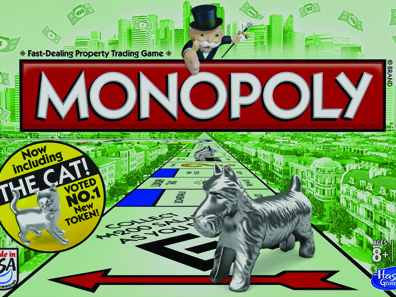 Fast-Dealing Property Trading Game
MONOPOLY
® BRAND
Now
including
THE CAT!
VOTED
NO.1
New
TOKEN!
COLLECT
AS YOU
AGES
8+